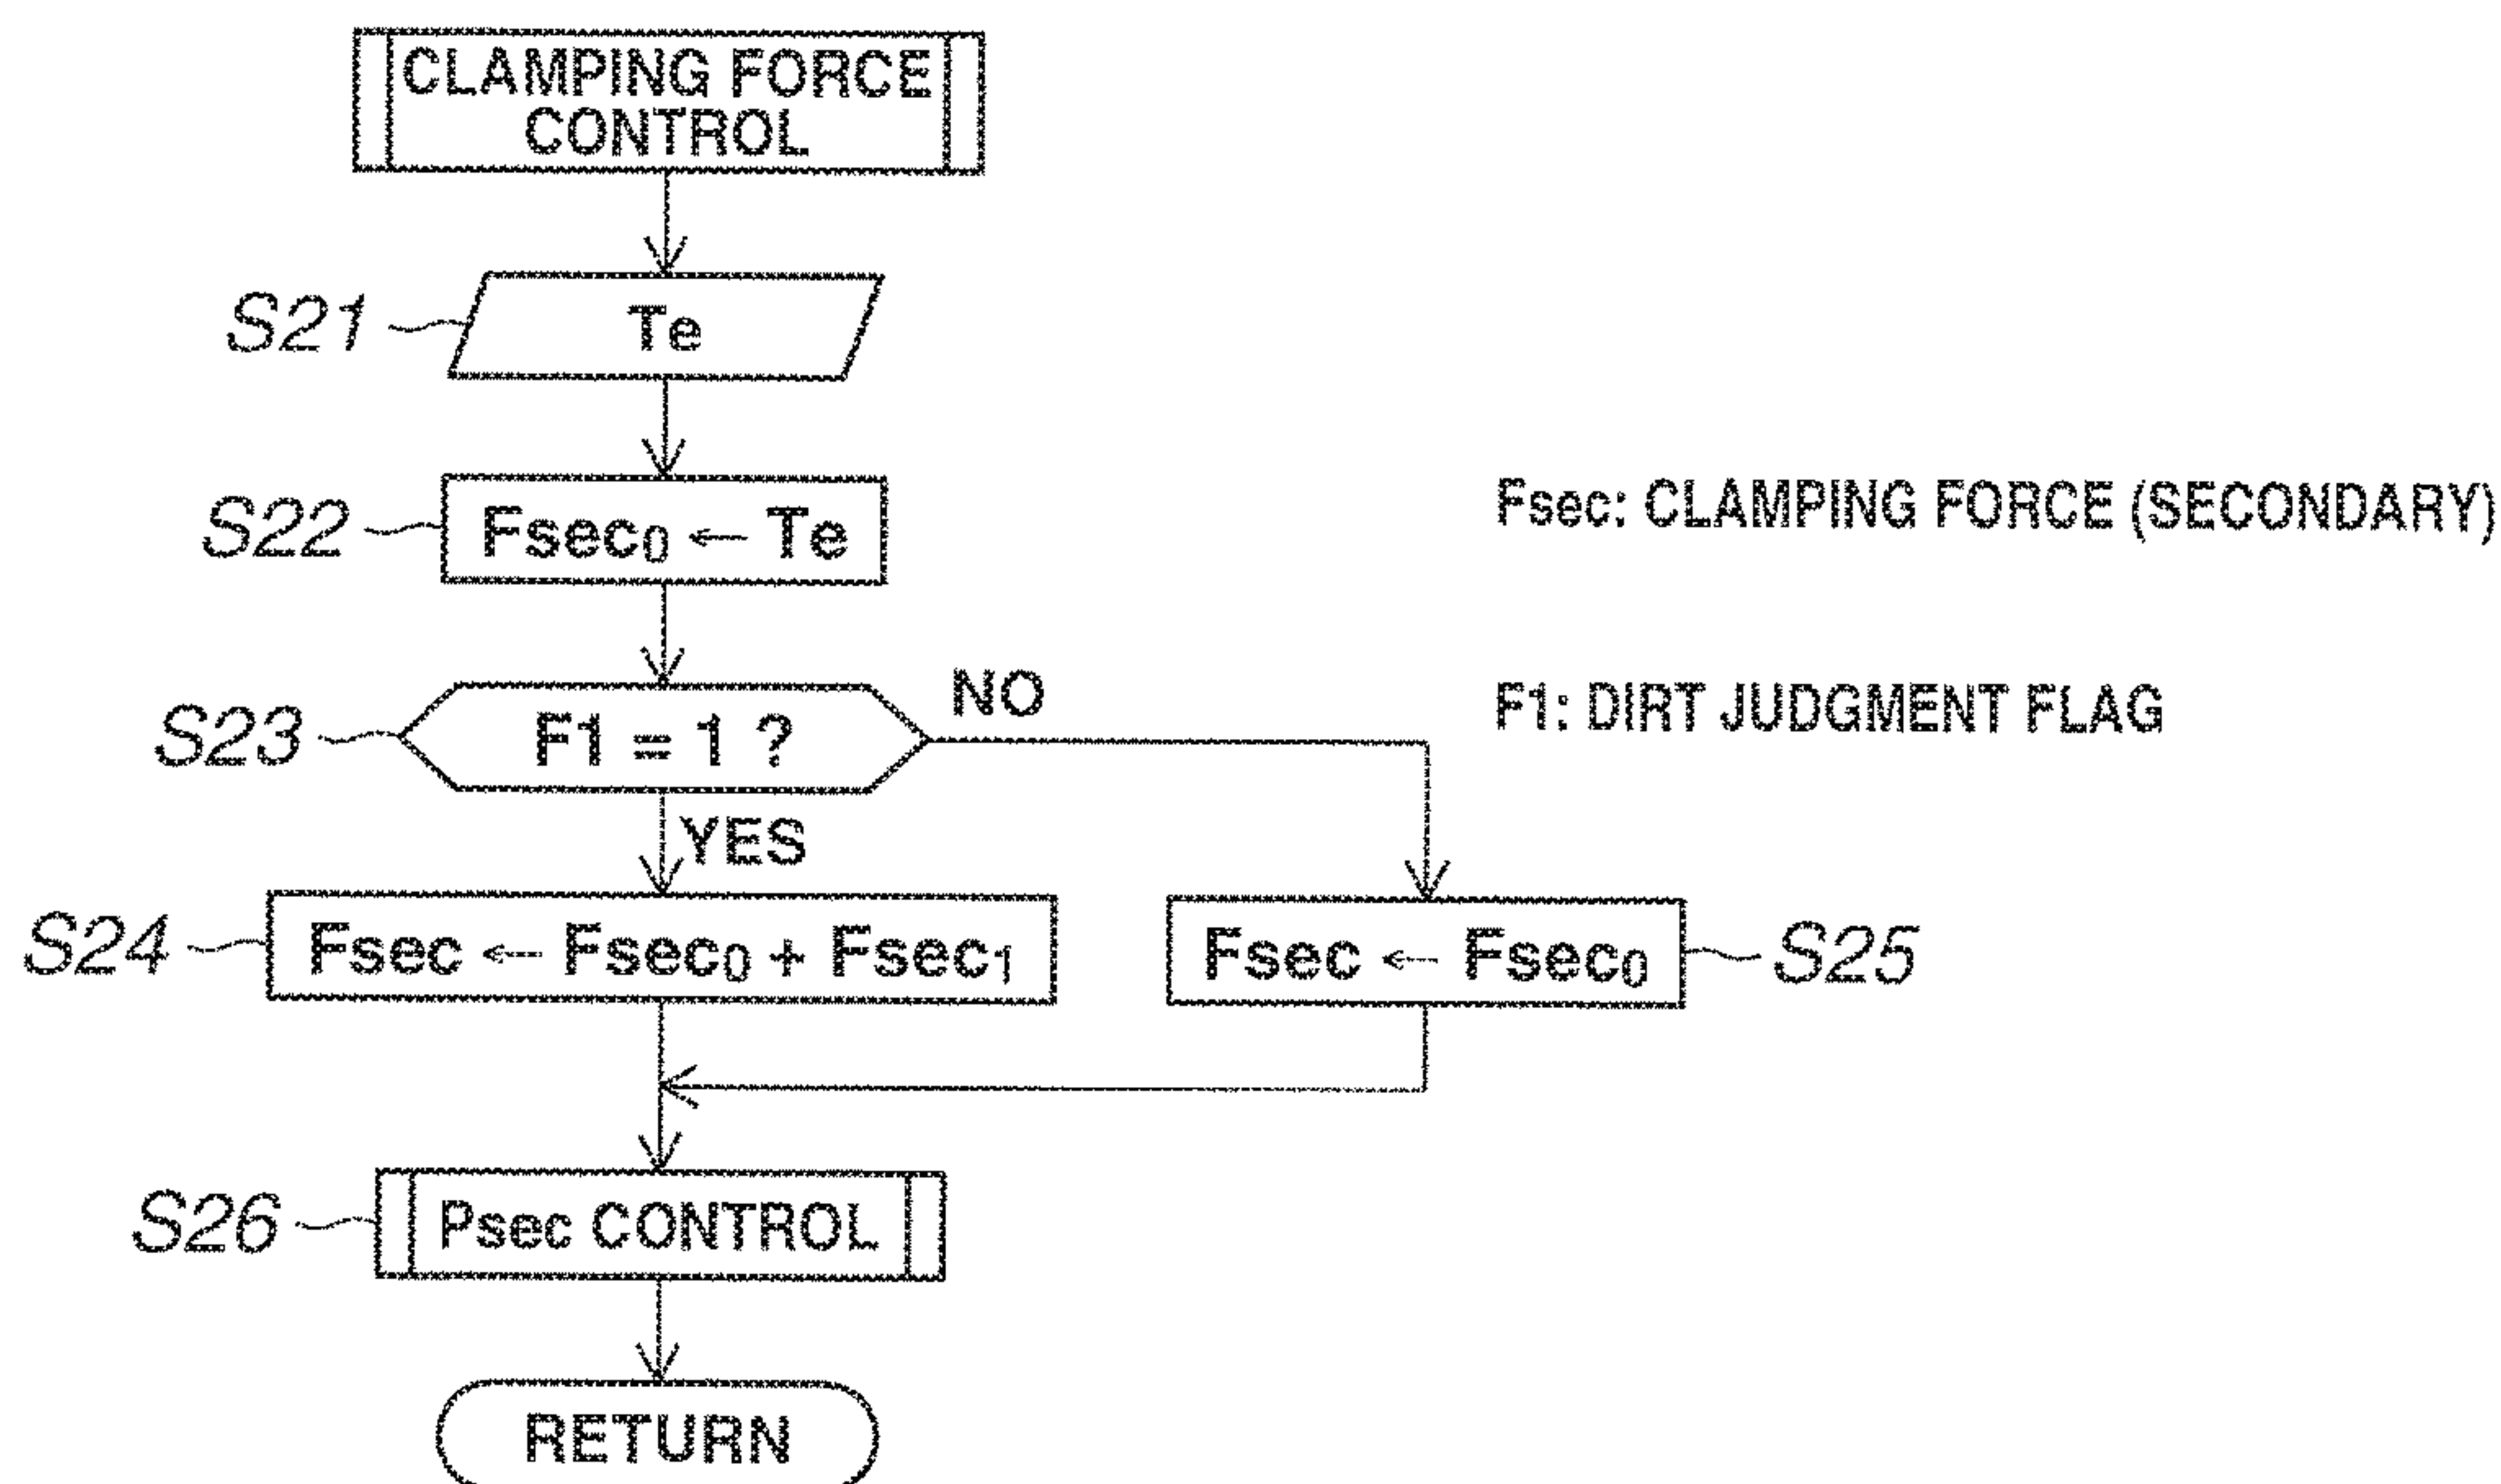 CLAMPING FORCE
CONTROL
S21
Te
S22
Fsec₀ ← Te
Fsec: CLAMPING FORCE (SECONDARY)
S23
F1 = 1 ?
NO
F1: DIRT JUDGMENT FLAG
YES
S24
Fsec ← Fsec₀ + Fsec₁
Fsec ← Fsec₀
S25
S26
Psec CONTROL
RETURN